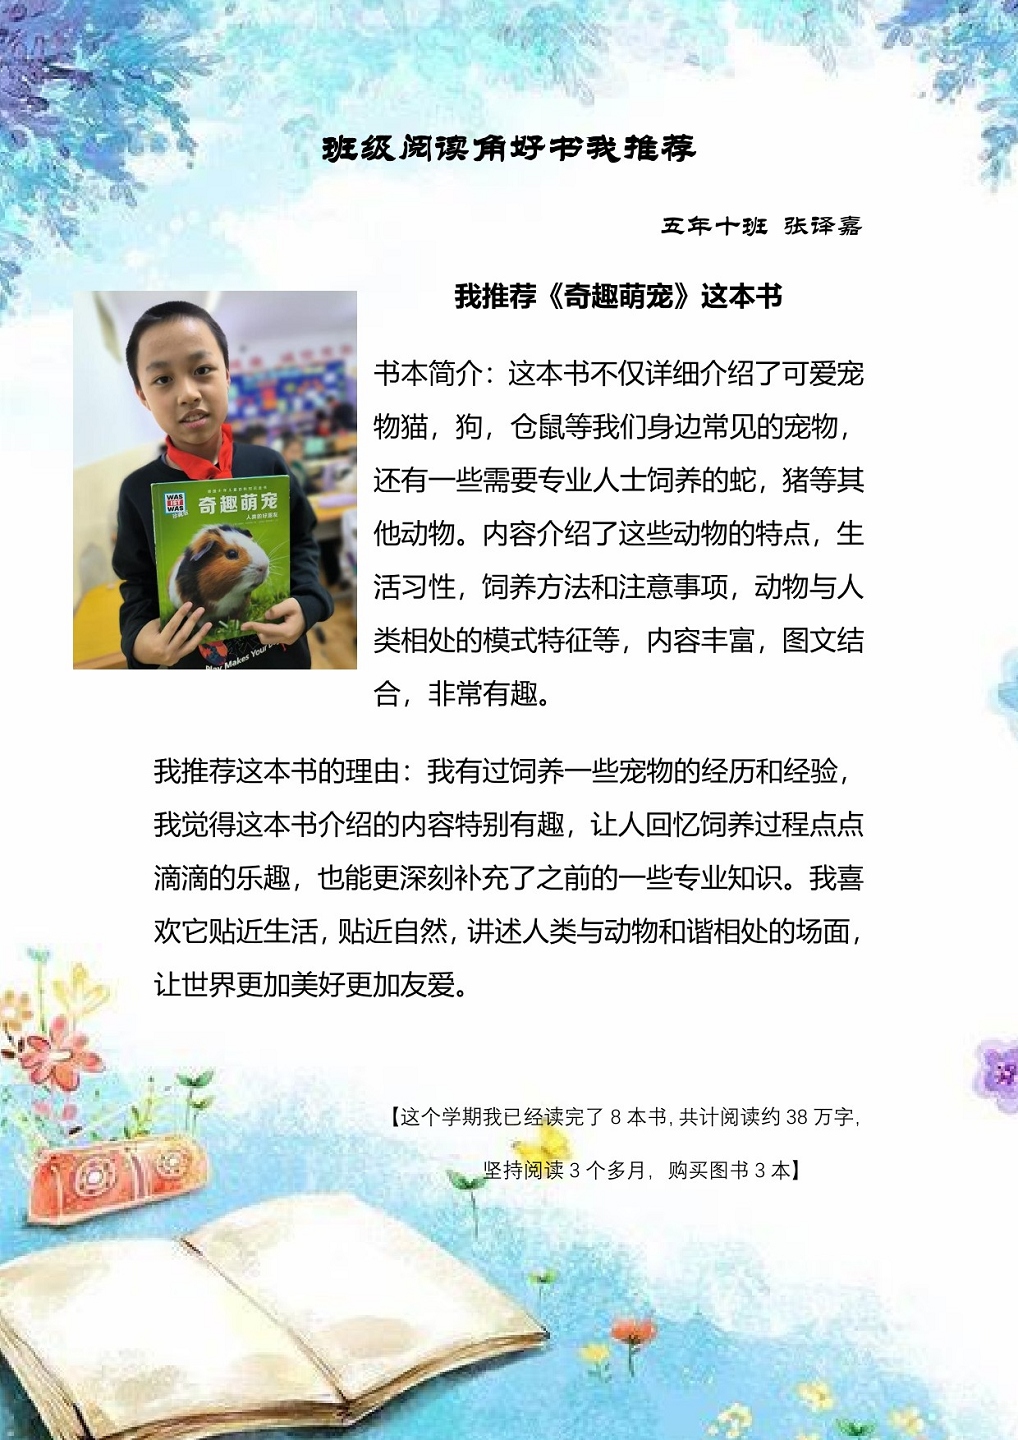 班级阅读角好书我推荐
五年十班 张译嘉
我推荐《奇趣萌宠》这本书
书本简介：这本书不仅详细介绍了可爱宠
物猫，狗，仓鼠等我们身边常见的宠物，
还有一些需要专业人士饲养的蛇，猪等其
他动物。内容介绍了这些动物的特点，生
活习性，饲养方法和注意事项，动物与人
类相处的模式特征等，内容丰富，图文结
合，非常有趣。
WAS
IST
WAS
奇趣萌宠
人类的好朋友
Play Makes Your
我推荐这本书的理由：我有过饲养一些宠物的经历和经验，
我觉得这本书介绍的内容特别有趣，让人回忆饲养过程点点
滴滴的乐趣，也能更深刻补充了之前的一些专业知识。我喜
欢它贴近生活，贴近自然，讲述人类与动物和谐相处的场面，
让世界更加美好更加友爱。
【这个学期我已经读完了 8 本书，共计阅读约 38 万字，
坚持阅读 3 个多月，购买图书 3 本】